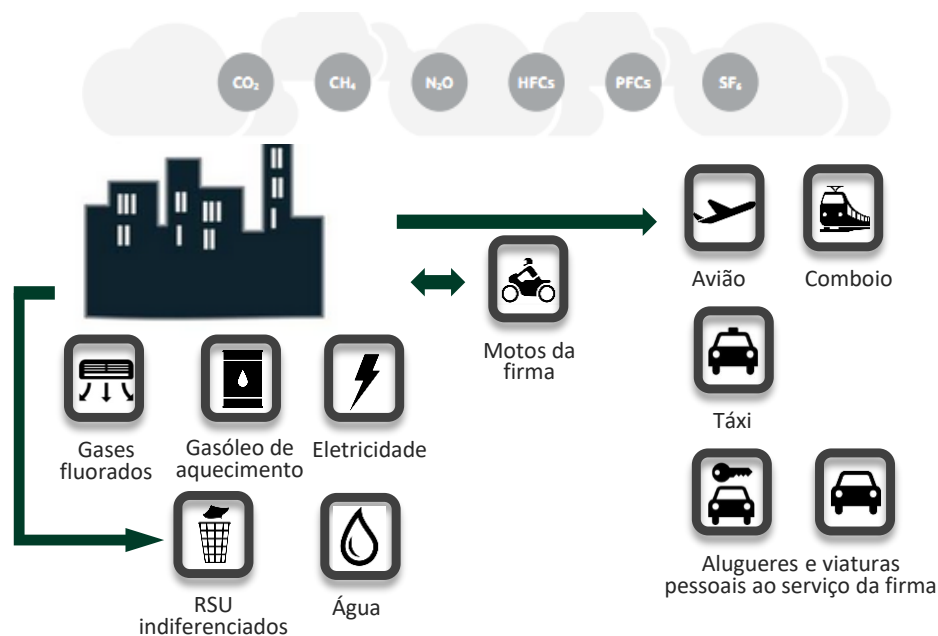 CO₂ CH₄ N₂O HFCs PFCs SF₆
Avião Comboio
Motos da
firma
Táxi
Gases
fluorados
Gasóleo de
aquecimento
Eletricidade
RSU
indiferenciados
Água
Alugueres e viaturas
pessoais ao serviço da firma